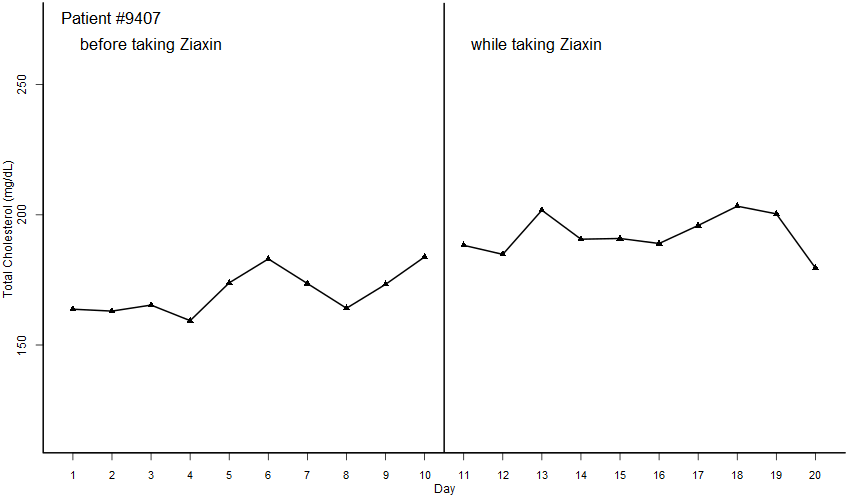 Patient #9407
before taking Ziaxin
while taking Ziaxin
250
200
150
Total Cholesterol (mg/dL)
1 2 3 4 5 6 7 8 9 10 11 12 13 14 15 16 17 18 19 20
Day